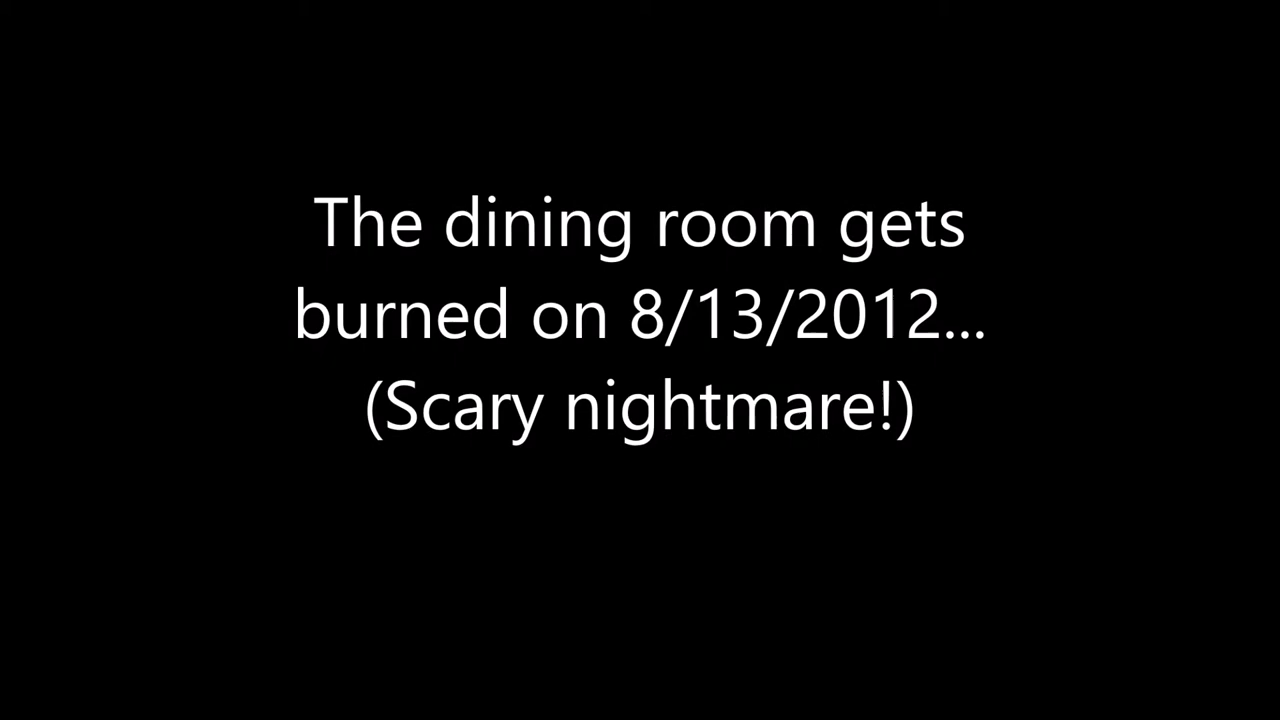 The dining room gets
burned on 8/13/2012...
(Scary nightmare!)